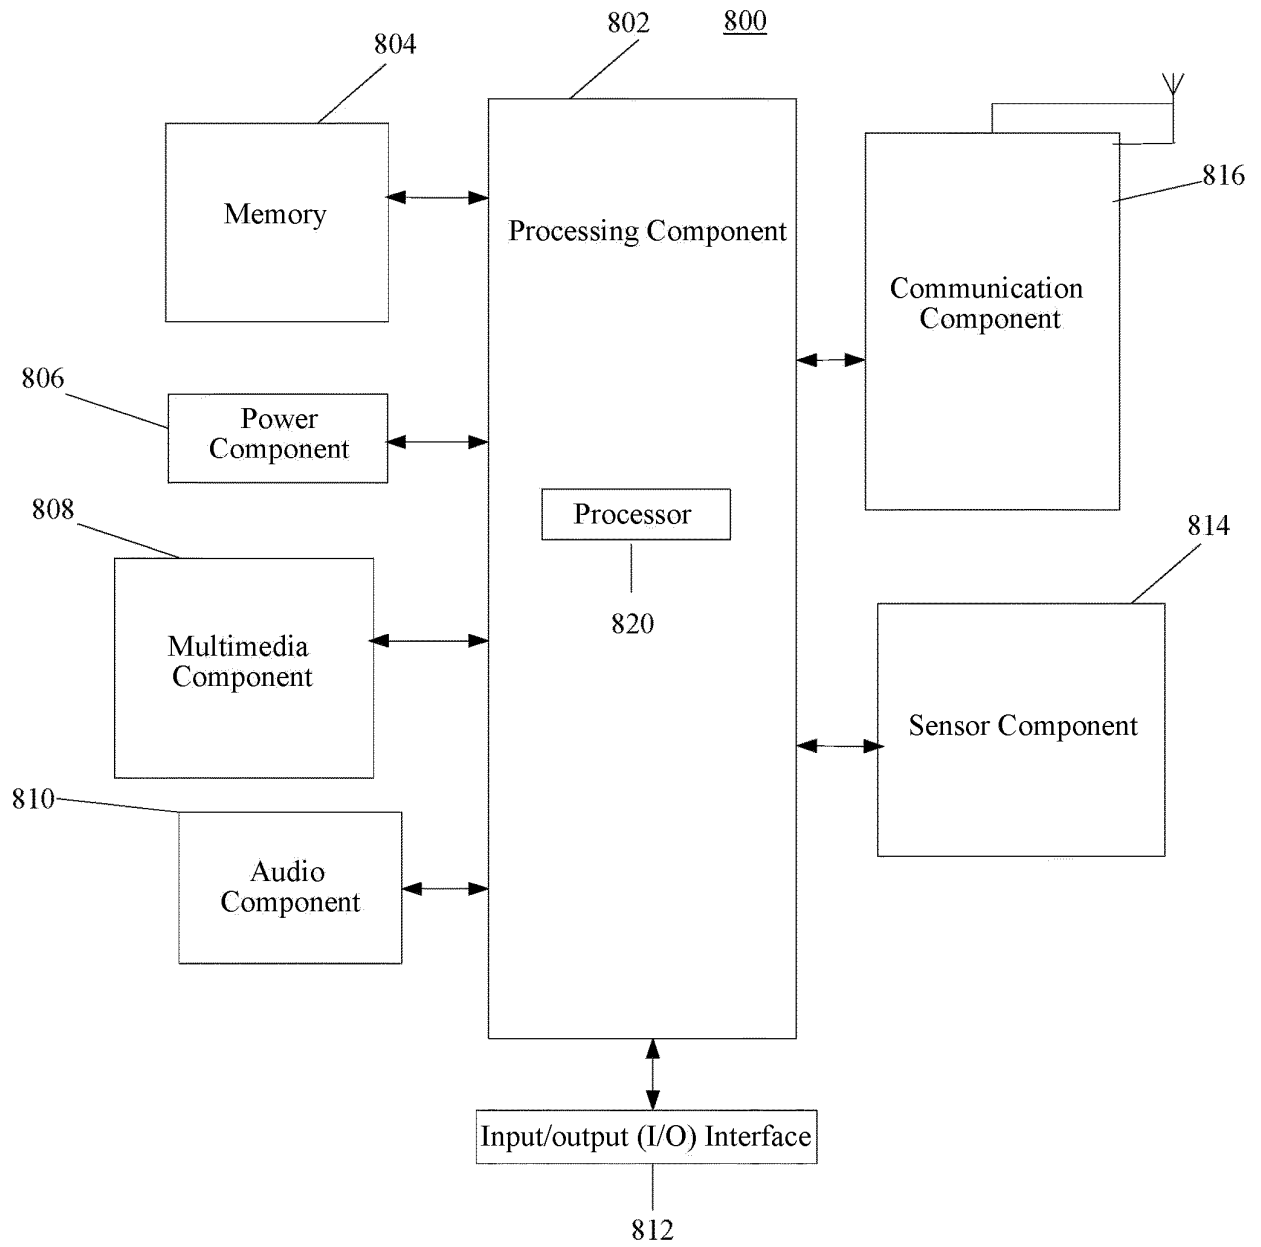 802
800
804
Memory
Processing Component
816
Communication
Component
806
Power
Component
808
Processor
814
820
Multimedia
Component
Sensor Component
810
Audio
Component
Input/output (I/O) Interface
812